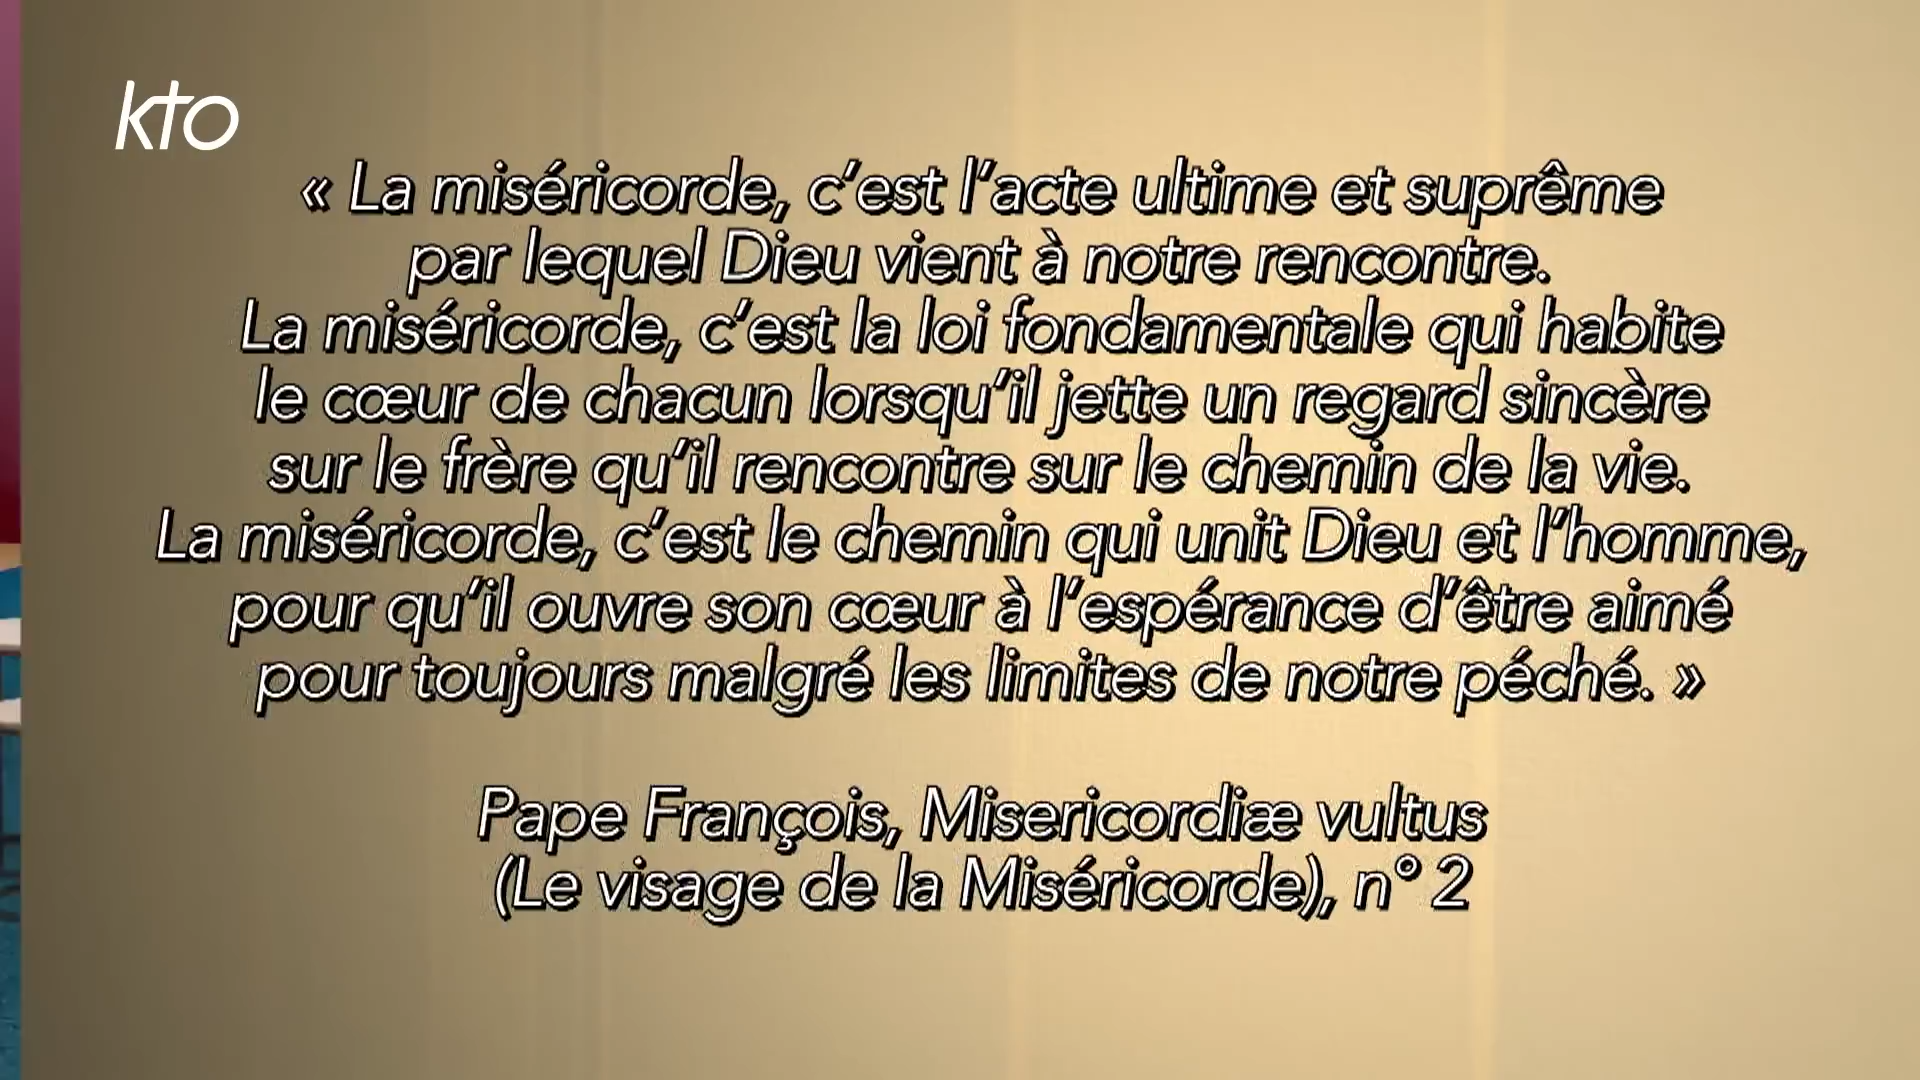 kto
« La miséricorde, c’est l’acte ultime et suprême
par lequel Dieu vient à notre rencontre.
La miséricorde, c’est la loi fondamentale qui habite
le cœur de chacun lorsqu’il jette un regard sincère
sur le frère qu’il rencontre sur le chemin de la vie.
La miséricorde, c’est le chemin qui unit Dieu et l’homme,
pour qu’il ouvre son cœur à l’espérance d’être aimé
pour toujours malgré les limites de notre péché. »
Pape François, Misericordiæ vultus
(Le visage de la Miséricorde), n° 2